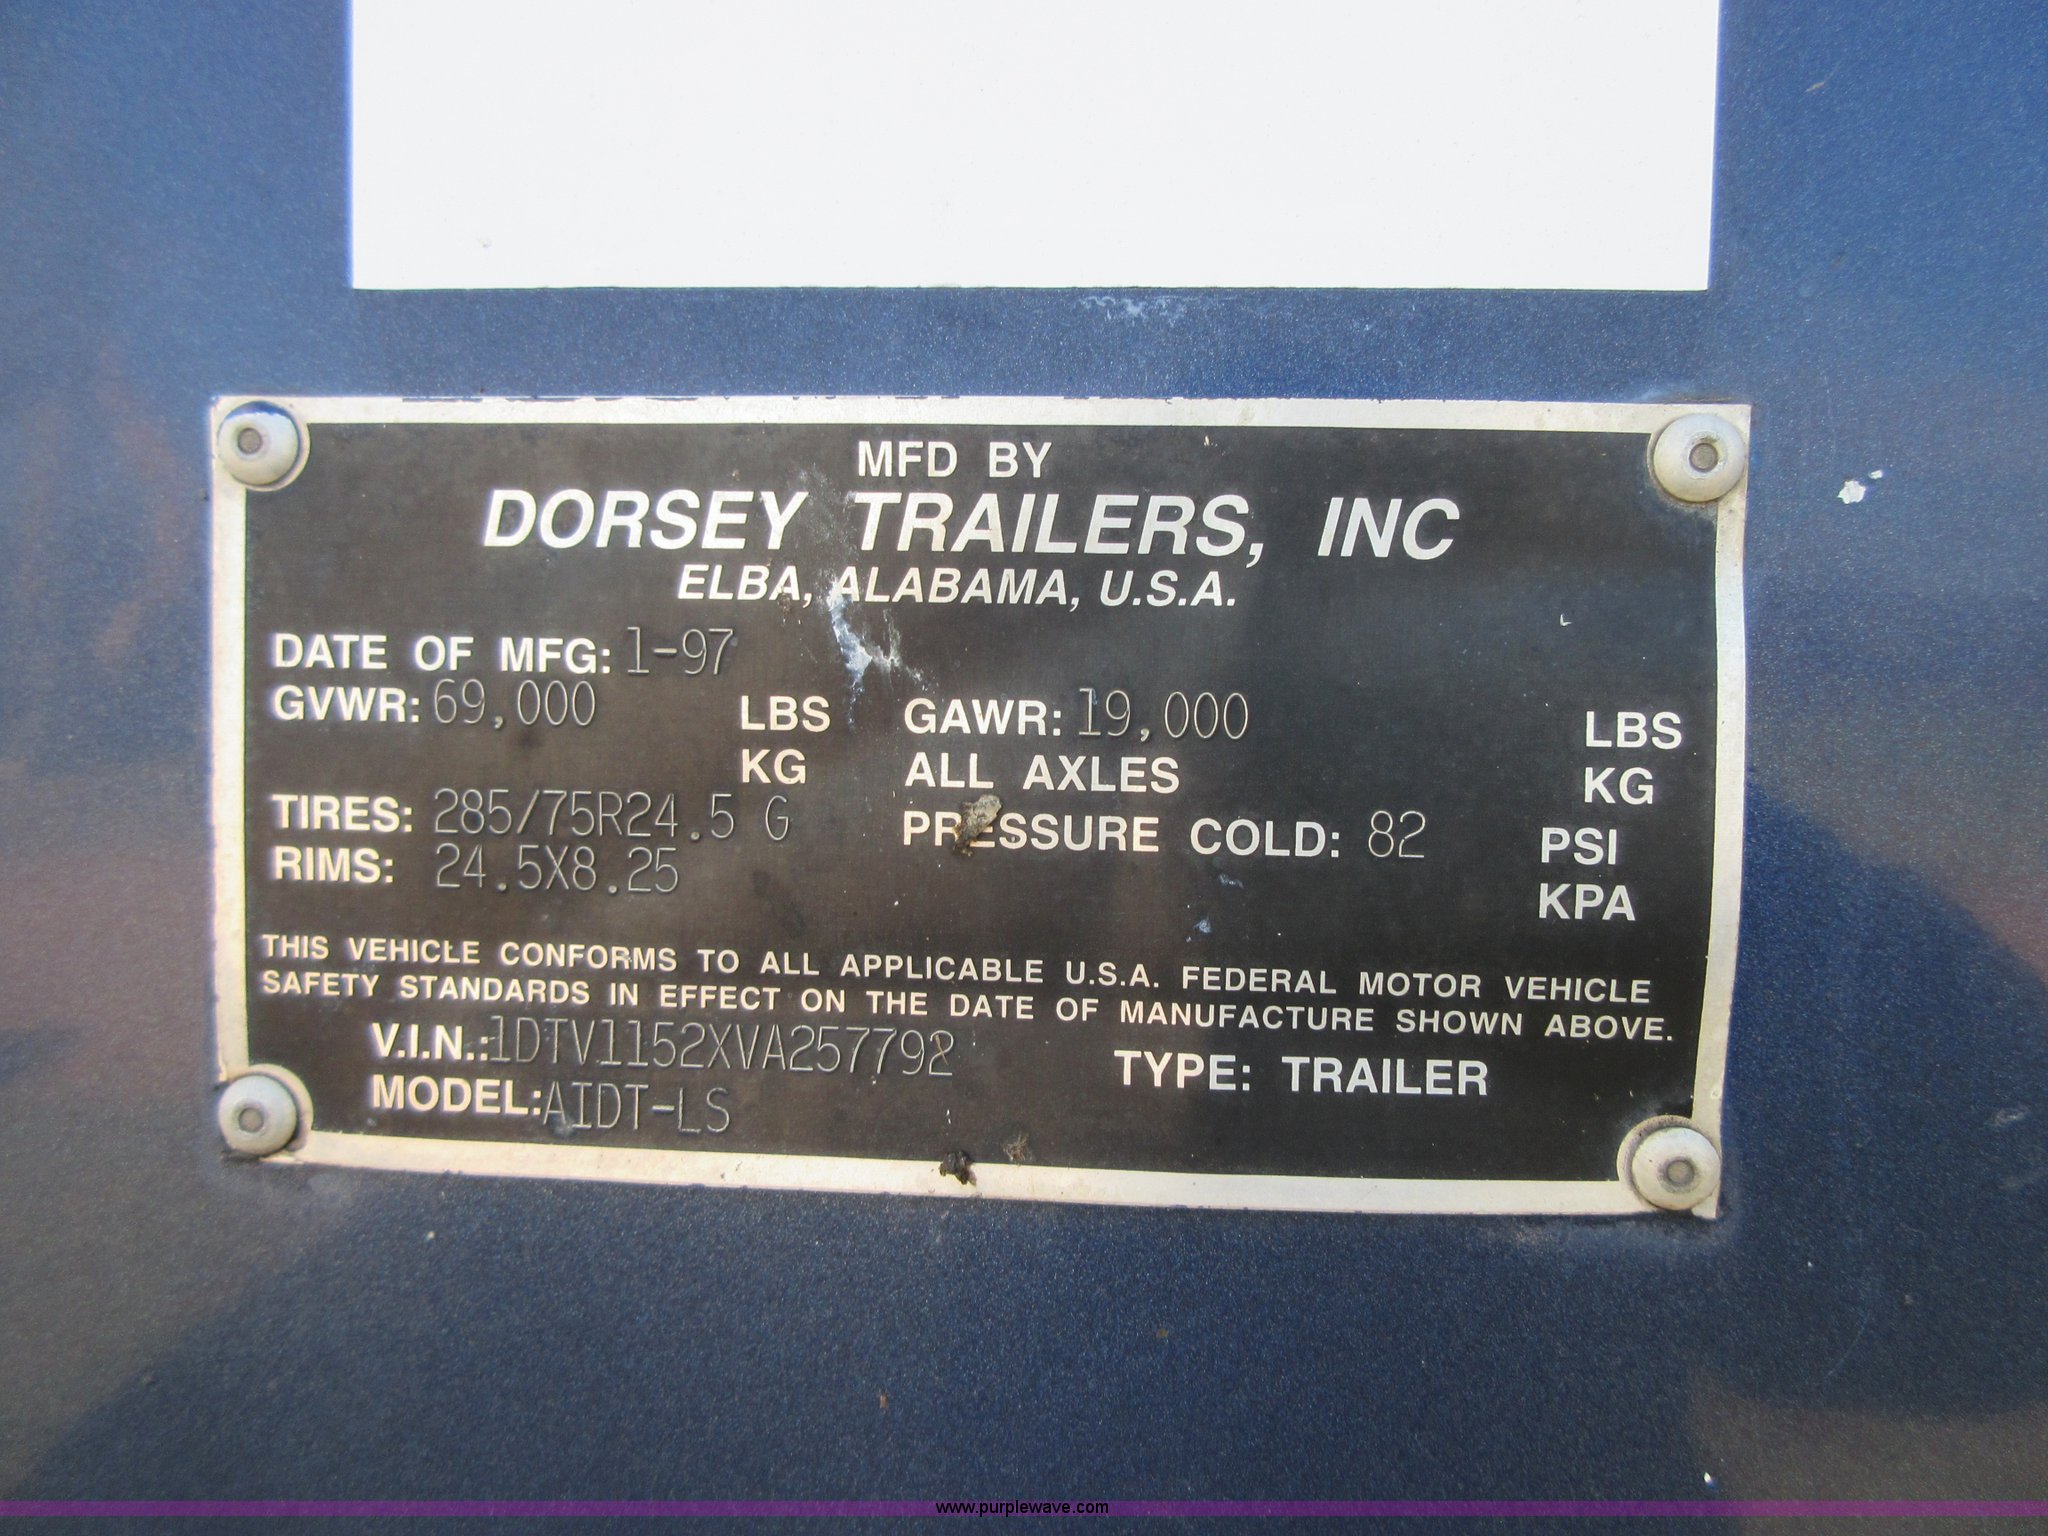 MFD BY
DORSEY TRAILERS, INC
ELBA, ALABAMA, U.S.A.
DATE OF MFG: 1-97
GVWR: 69,000 LBS GAWR: 19,000 LBS
KG ALL AXLES KG
TIRES: 285/75R24.5 G PRESSURE COLD: 82 PSI
RIMS: 24.5X8.25 KPA
THIS VEHICLE CONFORMS TO ALL APPLICABLE U.S.A. FEDERAL MOTOR VEHICLE
SAFETY STANDARDS IN EFFECT ON THE DATE OF MANUFACTURE SHOWN ABOVE.
V.I.N.: 1DTV1152XVA257792 TYPE: TRAILER
MODEL: AIDT-LS
www.purplewave.com